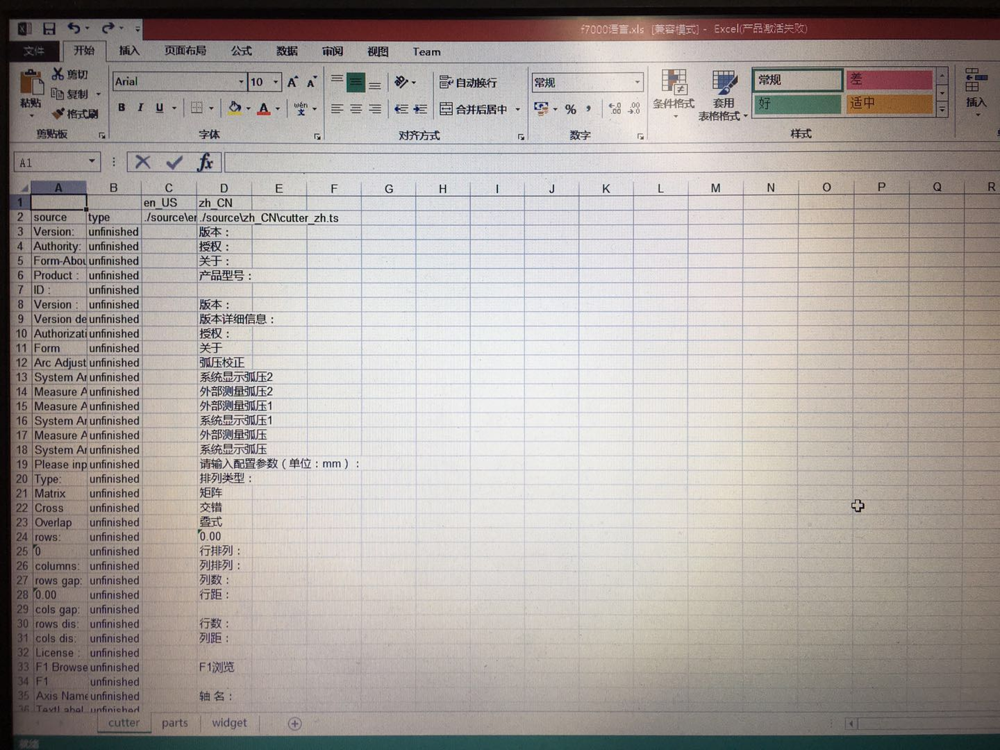 f7000语言.xls [兼容模式] - Excel(产品激活失败)
文件 开始 插入 页面布局 公式 数据 审阅 视图 Team
剪切
复制
格式刷
粘贴
剪贴板
Arial 10
B I U A wén 文
字体
自动换行
合并后居中
对齐方式
常规
% , .00 .0
数字
条件格式
套用
表格格式
常规 差
好 适中
样式
插入
A1 fx
A B C D E F G H I J K L M N O P Q R
1 en_US zh_CN
2 source type ./source\en ./source\zh_CN\cutter_zh.ts
3 Version: unfinished 版本：
4 Authority: unfinished 授权：
5 Form-Abou unfinished 关于：
6 Product : unfinished 产品型号：
7 ID : unfinished
8 Version : unfinished 版本：
9 Version de unfinished 版本详细信息：
10 Authorizati unfinished 授权：
11 Form unfinished 关于
12 Arc Adjust unfinished 弧压校正
13 System Ar unfinished 系统显示弧压2
14 Measure A unfinished 外部测量弧压2
15 Measure A unfinished 外部测量弧压1
16 System Ar unfinished 系统显示弧压1
17 Measure A unfinished 外部测量弧压
18 System Ar unfinished 系统显示弧压
19 Please inp unfinished 请输入配置参数（单位：mm）：
20 Type: unfinished 排列类型：
21 Matrix unfinished 矩阵
22 Cross unfinished 交错
23 Overlap unfinished 叠式
24 rows: unfinished 0.00
25 0 unfinished 行排列：
26 columns: unfinished 列排列：
27 rows gap: unfinished 列数：
28 0.00 unfinished 行距：
29 cols gap: unfinished
30 rows dis: unfinished 行数：
31 cols dis: unfinished 列距：
32 License : unfinished
33 F1 Browse unfinished F1浏览
34 F1 unfinished
35 Axis Name unfinished 轴 名：
36 TextLabel unfinished
cutter parts widget
就绪